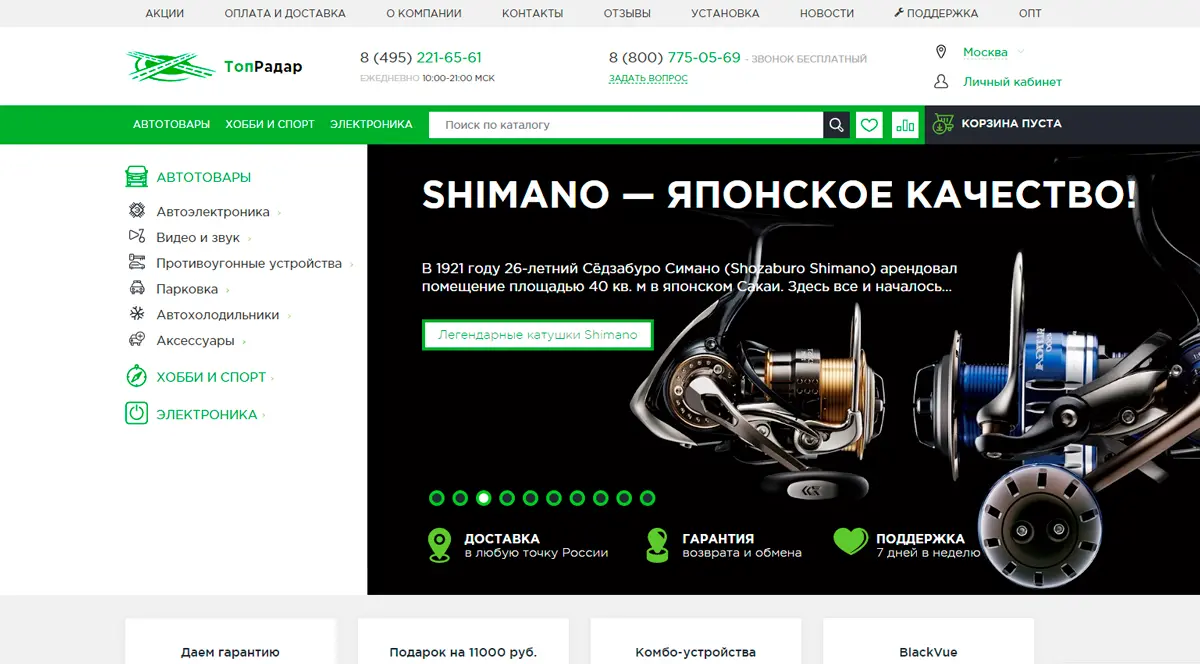 АКЦИИ ОПЛАТА И ДОСТАВКА О КОМПАНИИ КОНТАКТЫ ОТЗЫВЫ УСТАНОВКА НОВОСТИ ПОДДЕРЖКА ОПТ
ТопРадар
8 (495) 221-65-61
ЕЖЕДНЕВНО 10:00-21:00 МСК
8 (800) 775-05-69 - ЗВОНОК БЕСПЛАТНЫЙ
ЗАДАТЬ ВОПРОС
Москва
Личный кабинет
АВТОТОВАРЫ ХОББИ И СПОРТ ЭЛЕКТРОНИКА Поиск по каталогу КОРЗИНА ПУСТА
АВТОТОВАРЫ
Автоэлектроника
Видео и звук
Противоугонные устройства
Парковка
Автохолодильники
Аксессуары
ХОББИ И СПОРТ
ЭЛЕКТРОНИКА
SHIMANO — ЯПОНСКОЕ КАЧЕСТВО!
В 1921 году 26-летний Сёдзабуро Симано (Shozaburo Shimano) арендовал
помещение площадью 40 кв. м в японском Сакаи. Здесь все и началось...
Легендарные катушки Shimano
ДОСТАВКА
в любую точку России
ГАРАНТИЯ
возврата и обмена
ПОДДЕРЖКА
7 дней в неделю
Даем гарантию
Подарок на 11000 руб.
Комбо-устройства
BlackVue